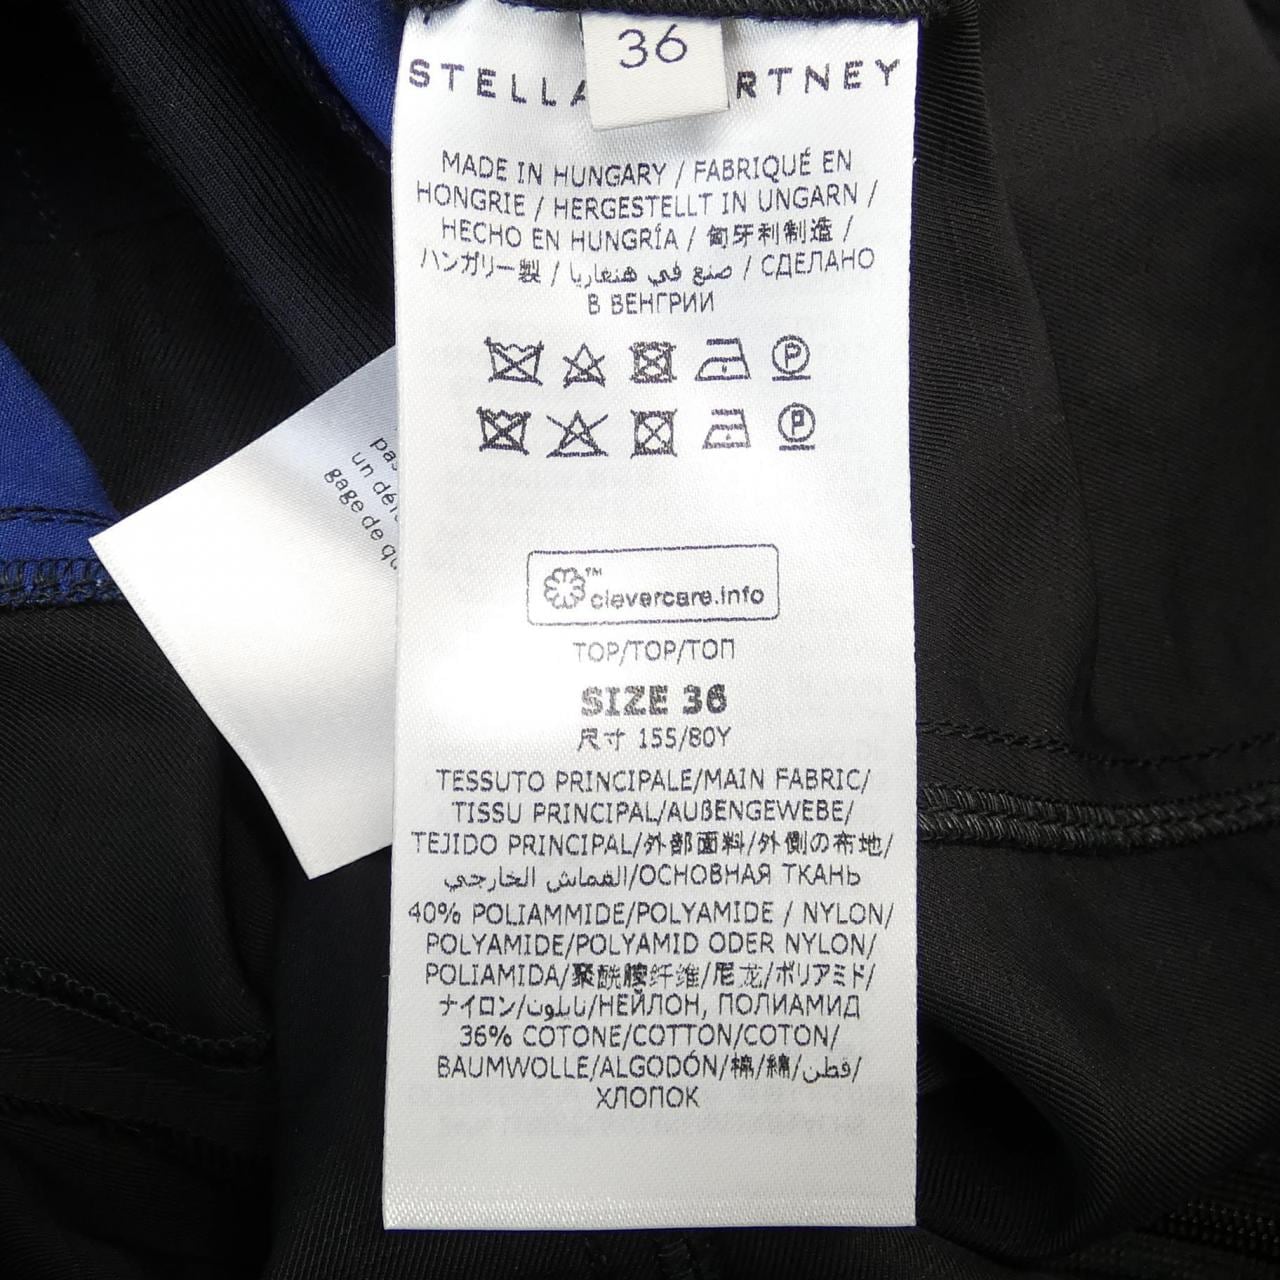 36
STELLA RTNEY
MADE IN HUNGARY / FABRIQUÉ EN
HONGRIE / HERGESTELLT IN UNGARN /
HECHO EN HUNGRÍA / 匈牙利制造 /
ハンガリー製 / صنع في هنغاريا / СДЕЛАНО
В ВЕНГРИИ
P
P
clevercare.info™
TOP/TOP/ТОП
SIZE 36
尺寸 155/80Y
TESSUTO PRINCIPALE/MAIN FABRIC/
TISSU PRINCIPAL/AUßENGEWEBE/
TEJIDO PRINCIPAL/外部面料/外側の布地/
القماش الخارجي/ОСНОВНАЯ ТКАНЬ
40% POLIAMMIDE/POLYAMIDE / NYLON/
POLYAMIDE/POLYAMID ODER NYLON/
POLIAMIDA/聚酰胺纤维/尼龙/ポリアミド/
ナイロン/نايلون/НЕЙЛОН, ПОЛИАМИД
36% COTONE/COTTON/COTON/
BAUMWOLLE/ALGODÓN/棉/綿/قطن/
ХЛОПОК
pas
un
gage de